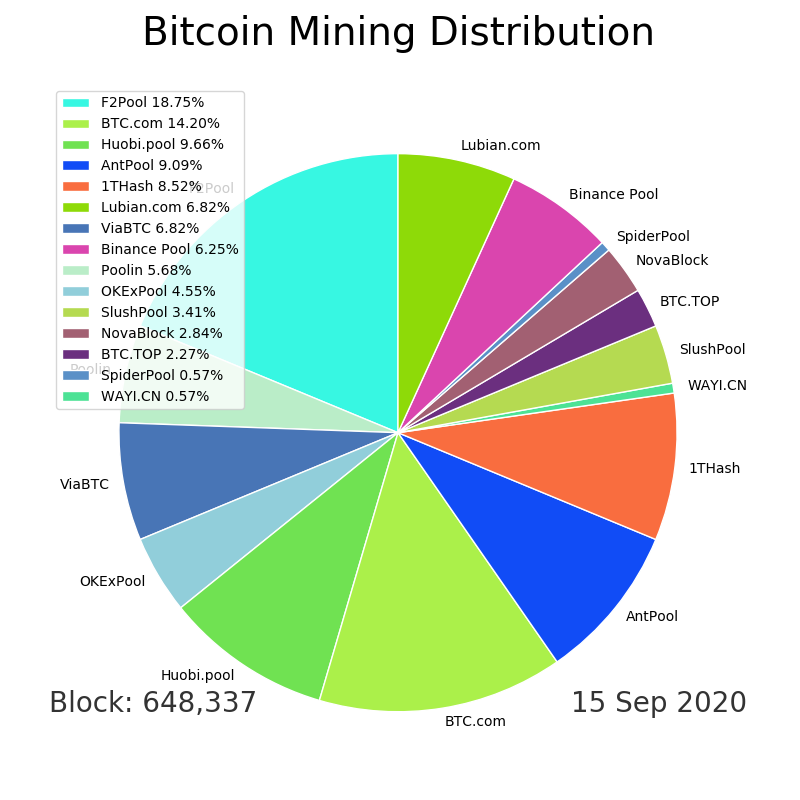 Bitcoin Mining Distribution
F2Pool 18.75%
BTC.com 14.20%
Huobi.pool 9.66%
AntPool 9.09%
1THash 8.52%
Lubian.com 6.82%
ViaBTC 6.82%
Binance Pool 6.25%
Poolin 5.68%
OKExPool 4.55%
SlushPool 3.41%
NovaBlock 2.84%
BTC.TOP 2.27%
SpiderPool 0.57%
WAYI.CN 0.57%
Lubian.com
Binance Pool
SpiderPool
NovaBlock
BTC.TOP
SlushPool
WAYI.CN
1THash
AntPool
BTC.com
Huobi.pool
OKExPool
ViaBTC
Poolin
F2Pool
Block: 648,337
15 Sep 2020